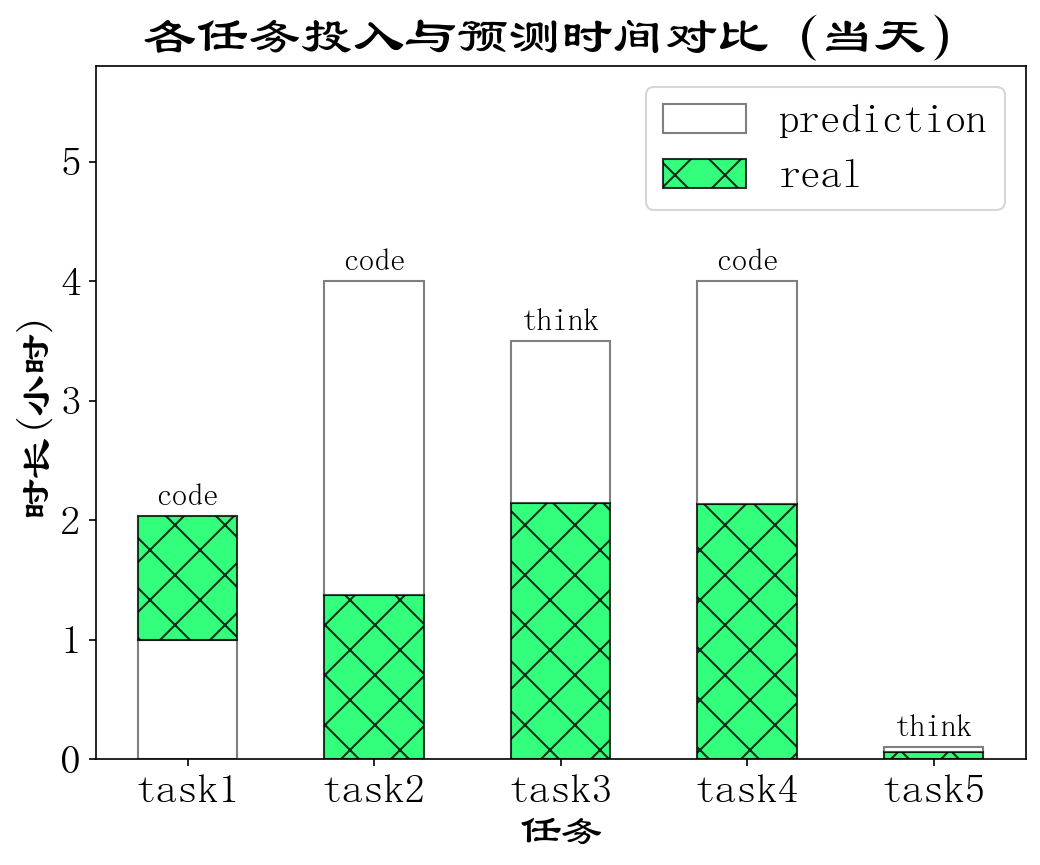 各任务投入与预测时间对比 (当天)
prediction
real
5
4
3
2
1
0
时长(小时)
code
code
think
code
think
task1
task2
task3
task4
task5
任务